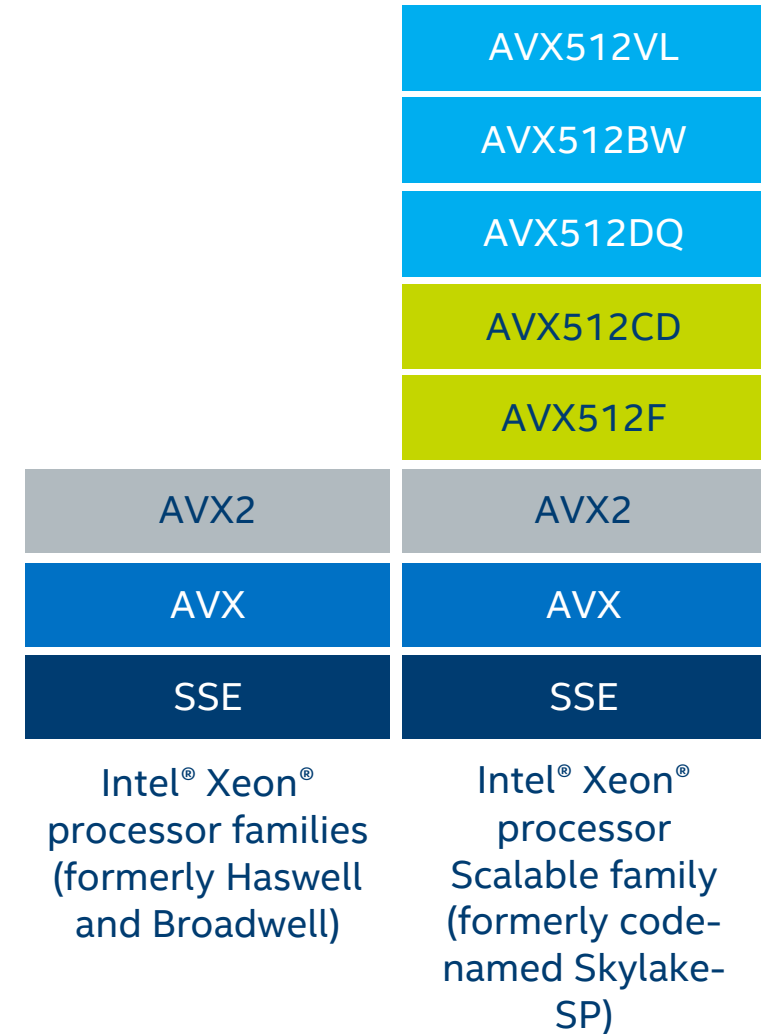 AVX512VL
AVX512BW
AVX512DQ
AVX512CD
AVX512F
AVX2
AVX2
AVX
AVX
SSE
SSE
Intel® Xeon®
processor families
(formerly Haswell
and Broadwell)
Intel® Xeon®
processor
Scalable family
(formerly code-
named Skylake-
SP)